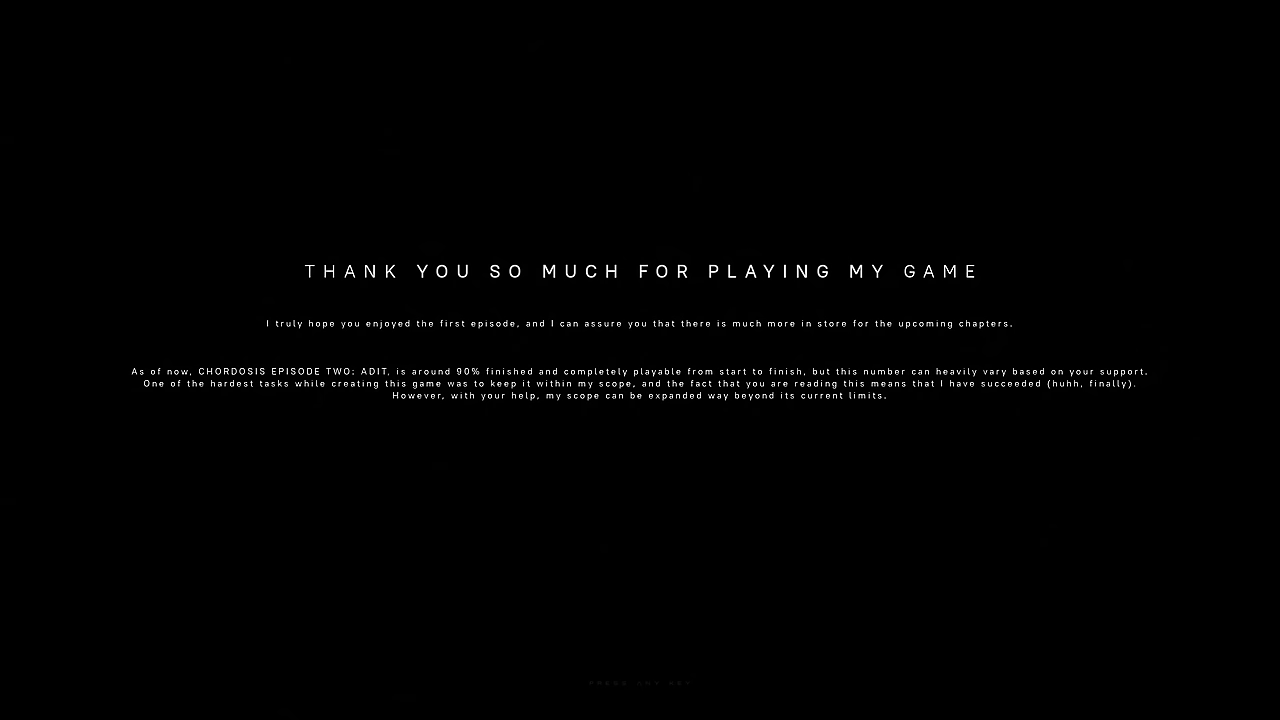 THANK YOU SO MUCH FOR PLAYING MY GAME
I truly hope you enjoyed the first episode, and I can assure you that there is much more in store for the upcoming chapters.
As of now, CHORDOSIS EPISODE TWO: ADIT, is around 90% finished and completely playable from start to finish, but this number can heavily vary based on your support.
One of the hardest tasks while creating this game was to keep it within my scope, and the fact that you are reading this means that I have succeeded (huhh, finally).
However, with your help, my scope can be expanded way beyond its current limits.
PRESS ANY KEY